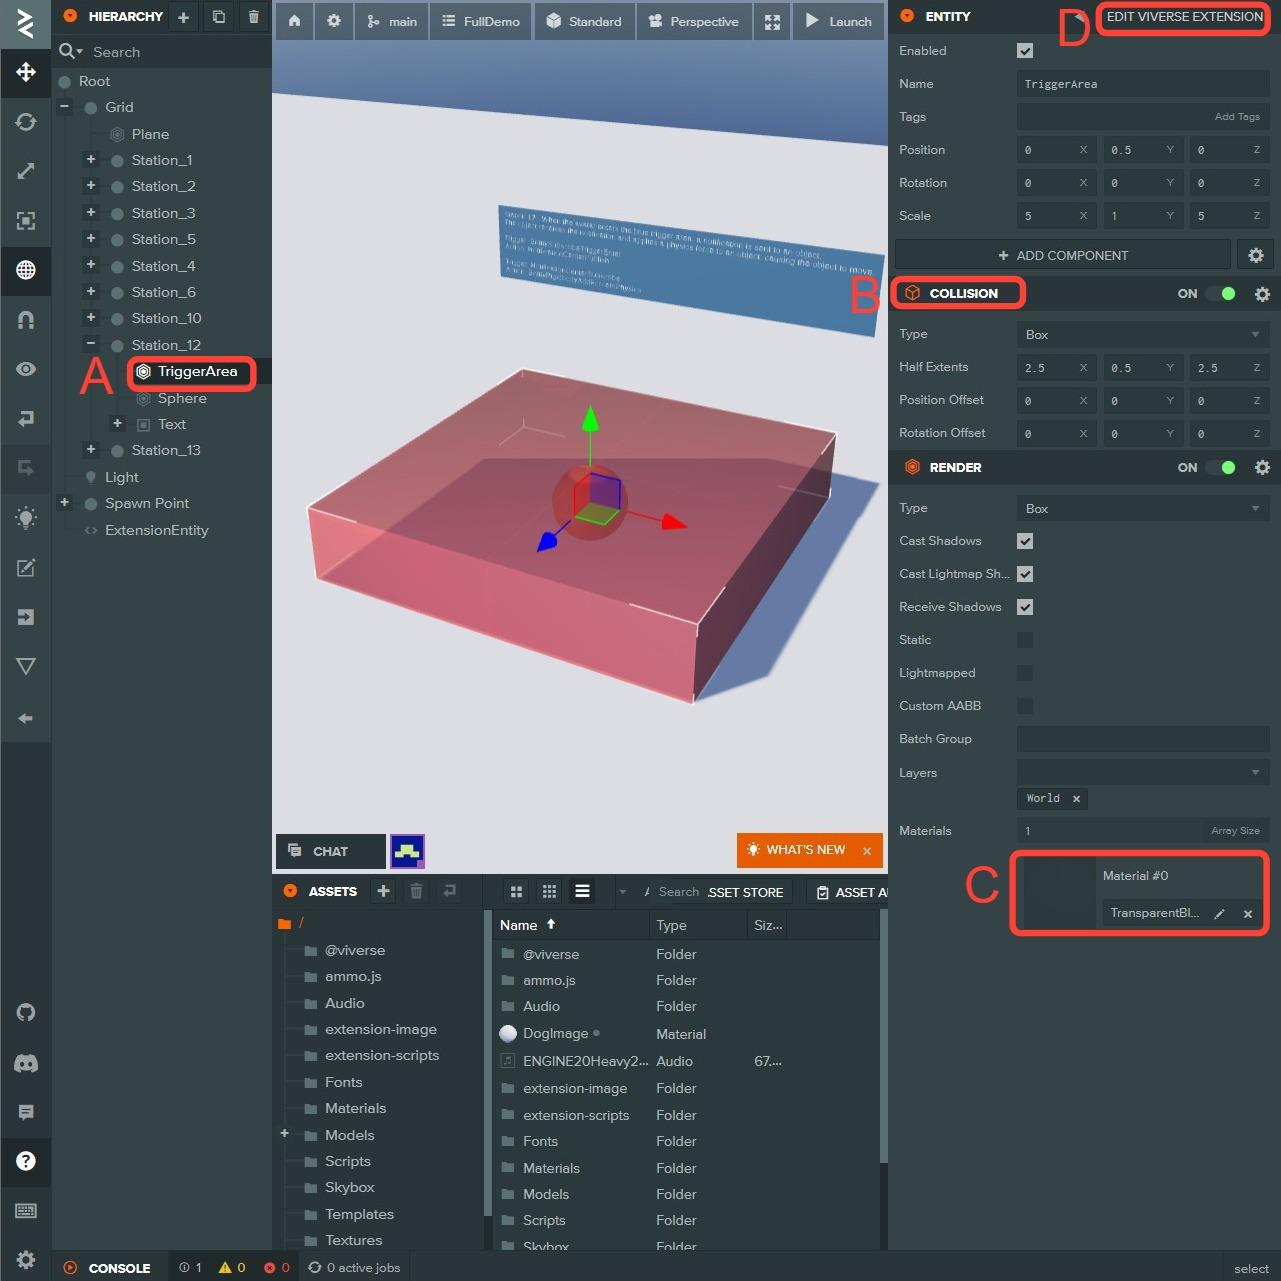 HIERARCHY
Search
Root
Grid
Plane
Station_1
Station_2
Station_3
Station_5
Station_4
Station_6
Station_10
Station_12
A
TriggerArea
Sphere
Text
Station_13
Light
Spawn Point
ExtensionEntity
main
FullDemo
Standard
Perspective
Launch
CHAT
WHAT'S NEW
ASSETS
Search
SSET STORE
ASSET A
/
@viverse
ammo.js
Audio
extension-image
extension-scripts
Fonts
Materials
Models
Scripts
Skybox
Templates
Textures
Name
Type
Siz...
@viverse Folder
ammo.js Folder
Audio Folder
DogImage Material
ENGINE20Heavy2... Audio 67....
extension-image Folder
extension-scripts Folder
Fonts Folder
Materials Folder
Models Folder
Scripts Folder
Skybox Folder
CONSOLE
1
0
0
0 active jobs
ENTITY
D
EDIT VIVERSE EXTENSION
Enabled
Name TriggerArea
Tags Add Tags
Position 0 X 0.5 Y 0 Z
Rotation 0 X 0 Y 0 Z
Scale 5 X 1 Y 5 Z
+ ADD COMPONENT
B
COLLISION ON
Type Box
Half Extents 2.5 X 0.5 Y 2.5 Z
Position Offset 0 X 0 Y 0 Z
Rotation Offset 0 X 0 Y 0 Z
RENDER ON
Type Box
Cast Shadows
Cast Lightmap Sh...
Receive Shadows
Static
Lightmapped
Custom AABB
Batch Group
Layers
World
Materials 1 Array Size
C
Material #0
TransparentBl...
select